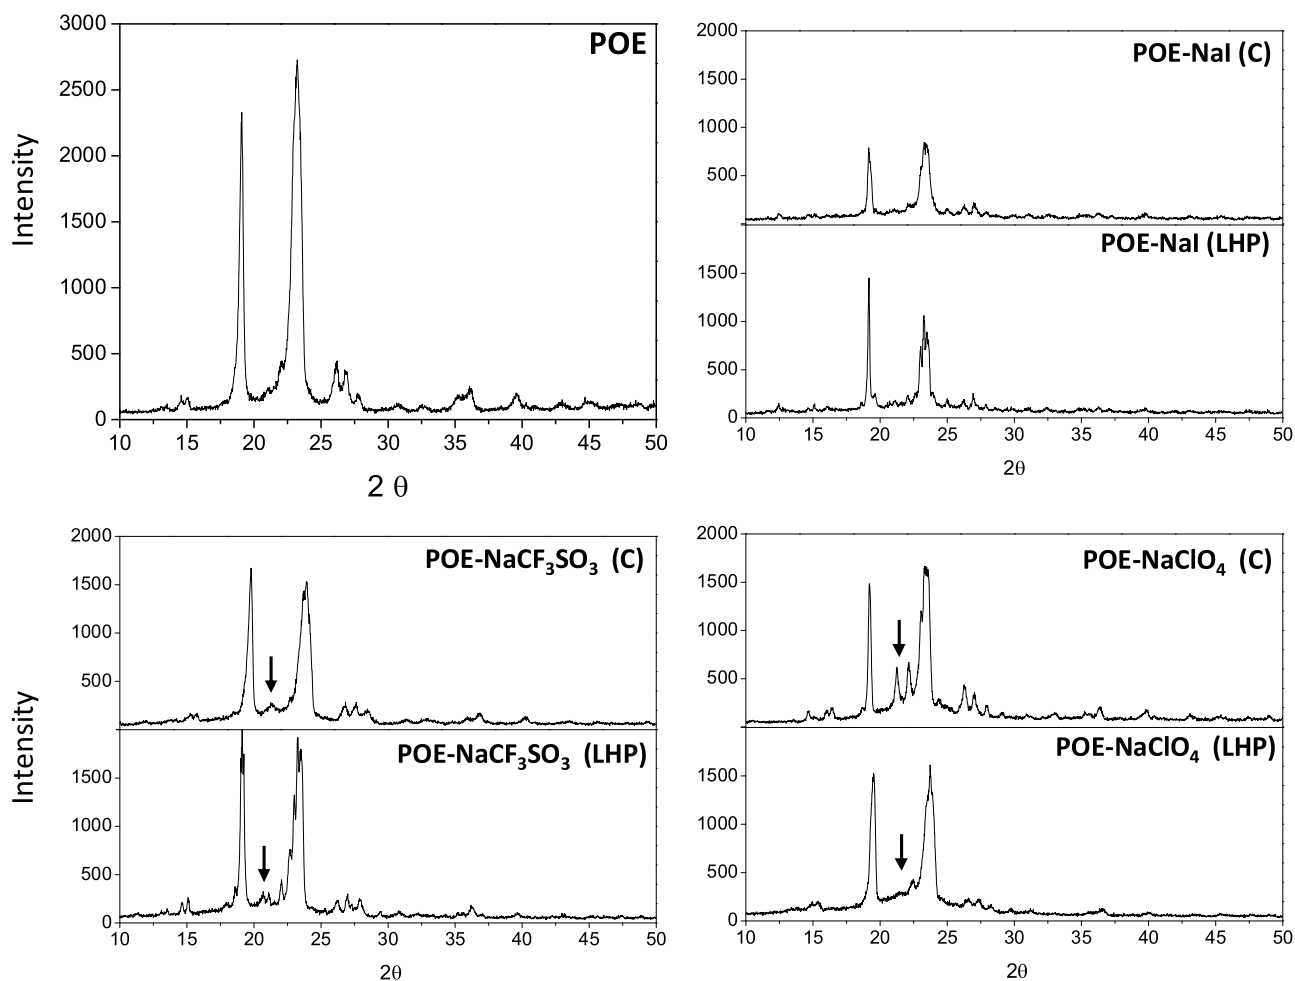 POE
Intensity
3000
2500
2000
1500
1000
500
0
10 15 20 25 30 35 40 45 50
2 θ
POE-NaI (C)
2000
1500
1000
500
POE-NaI (LHP)
1500
1000
500
0
10 15 20 25 30 35 40 45 50
2θ
POE-NaCF₃SO₃ (C)
2000
1500
1000
500
POE-NaCF₃SO₃ (LHP)
Intensity
1500
1000
500
0
10 15 20 25 30 35 40 45 50
2θ
POE-NaClO₄ (C)
2000
1500
1000
500
POE-NaClO₄ (LHP)
1500
1000
500
0
10 15 20 25 30 35 40 45 50
2θ